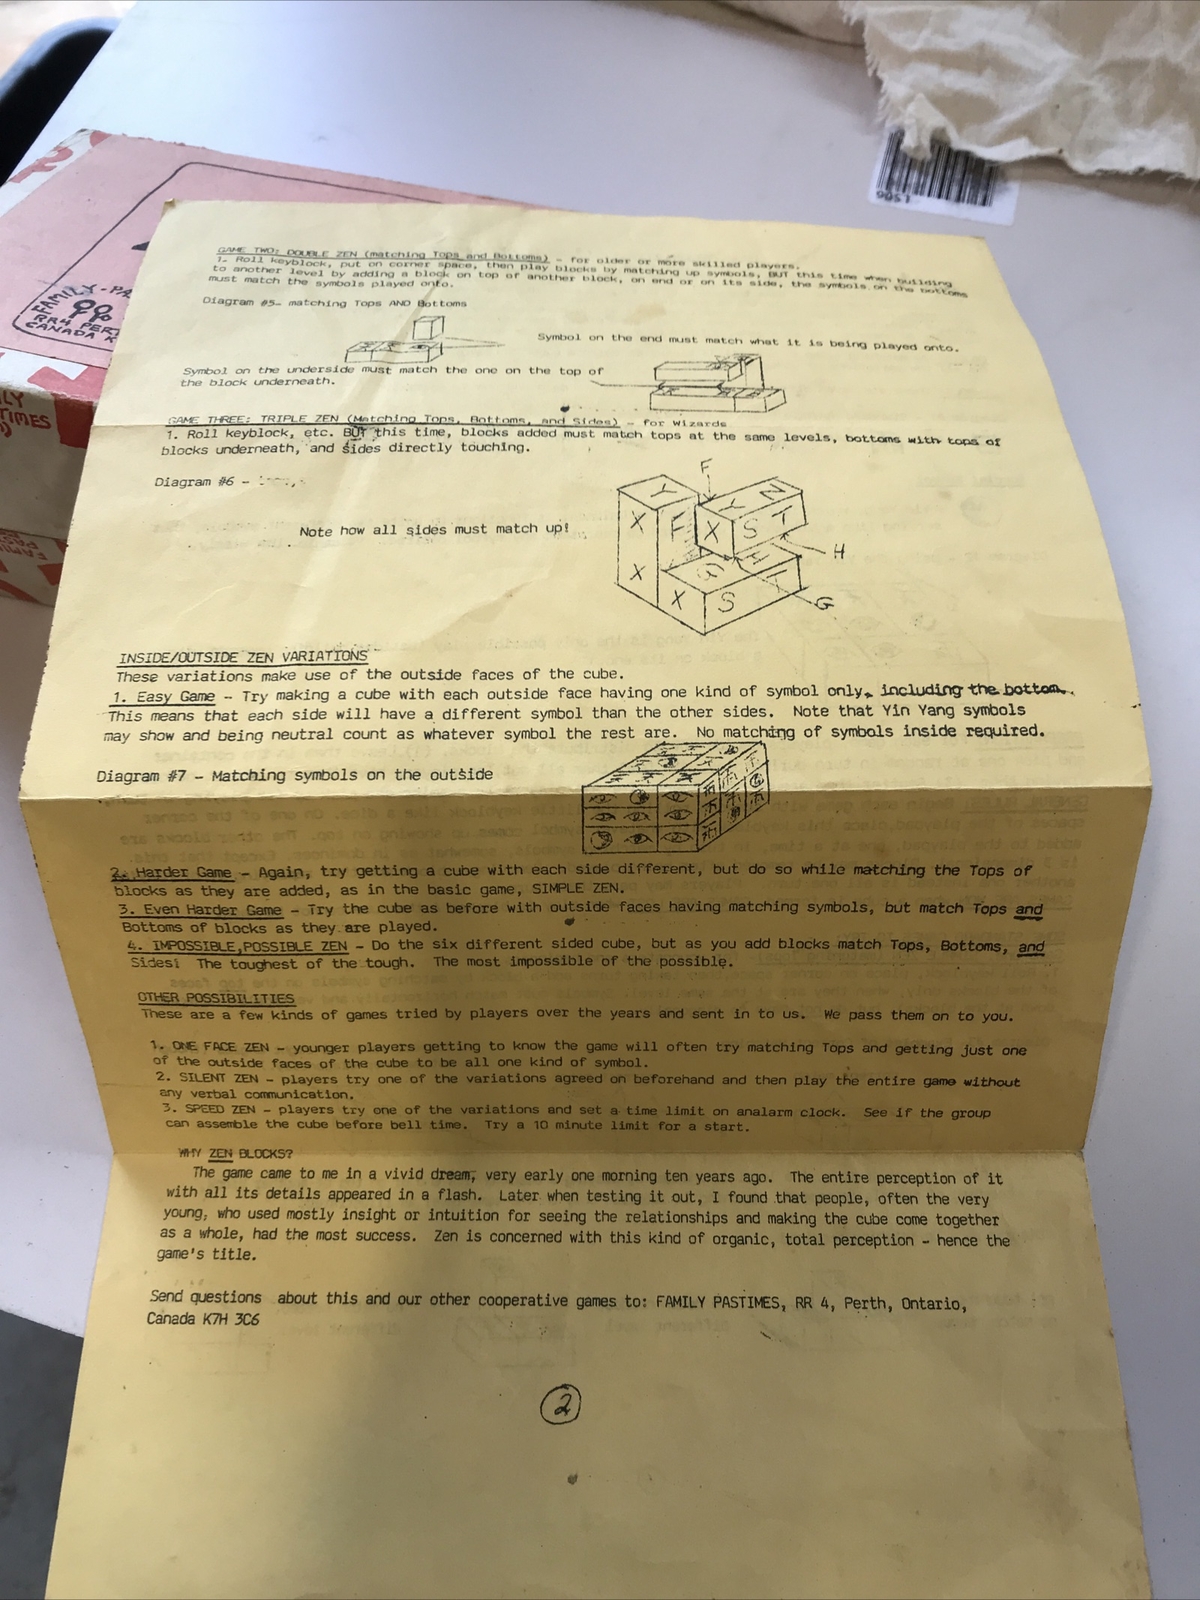 GAME TWO: DOUBLE ZEN (matching Tops and Bottoms) - for older or more skilled players.
1. Roll keyblock, put on corner space, then play blocks by matching up symbols, BUT this time when building
to another level by adding a block on top of another block, on end or on its side, the symbols on the bottoms
must match the symbols played onto.
Diagram #5- matching Tops AND Bottoms
Symbol on the end must match what it is being played onto.
Symbol on the underside must match the one on the top of
the block underneath.
GAME THREE: TRIPLE ZEN (Matching Tops, Bottoms, and Sides) - for Wizards
1. Roll keyblock, etc. BUT this time, blocks added must match tops at the same levels, bottoms with tops of
blocks underneath, and sides directly touching.
Diagram #6 -
Note how all sides must match up!
F
Y
Y N
X F X S T
H
X G H
X S T
G
INSIDE/OUTSIDE ZEN VARIATIONS
These variations make use of the outside faces of the cube.
1. Easy Game - Try making a cube with each outside face having one kind of symbol only, including the bottom.
This means that each side will have a different symbol than the other sides. Note that Yin Yang symbols
may show and being neutral count as whatever symbol the rest are. No matching of symbols inside required.
Diagram #7 - Matching symbols on the outside
2. Harder Game - Again, try getting a cube with each side different, but do so while matching the Tops of
blocks as they are added, as in the basic game, SIMPLE ZEN.
3. Even Harder Game - Try the cube as before with outside faces having matching symbols, but match Tops and
Bottoms of blocks as they are played.
4. IMPOSSIBLE,POSSIBLE ZEN - Do the six different sided cube, but as you add blocks match Tops, Bottoms, and
Sides! The toughest of the tough. The most impossible of the possible.
OTHER POSSIBILITIES
These are a few kinds of games tried by players over the years and sent in to us. We pass them on to you.
1. ONE FACE ZEN - younger players getting to know the game will often try matching Tops and getting just one
of the outside faces of the cube to be all one kind of symbol.
2. SILENT ZEN - players try one of the variations agreed on beforehand and then play the entire game without
any verbal communication.
3. SPEED ZEN - players try one of the variations and set a time limit on analarm clock. See if the group
can assemble the cube before bell time. Try a 10 minute limit for a start.
WHY ZEN BLOCKS?
The game came to me in a vivid dream, very early one morning ten years ago. The entire perception of it
with all its details appeared in a flash. Later when testing it out, I found that people, often the very
young, who used mostly insight or intuition for seeing the relationships and making the cube come together
as a whole, had the most success. Zen is concerned with this kind of organic, total perception - hence the
game's title.
Send questions about this and our other cooperative games to: FAMILY PASTIMES, RR 4, Perth, Ontario,
Canada K7H 3C6
2
FAMILY-PA
RR4 PERT
CANADA K
TIMES